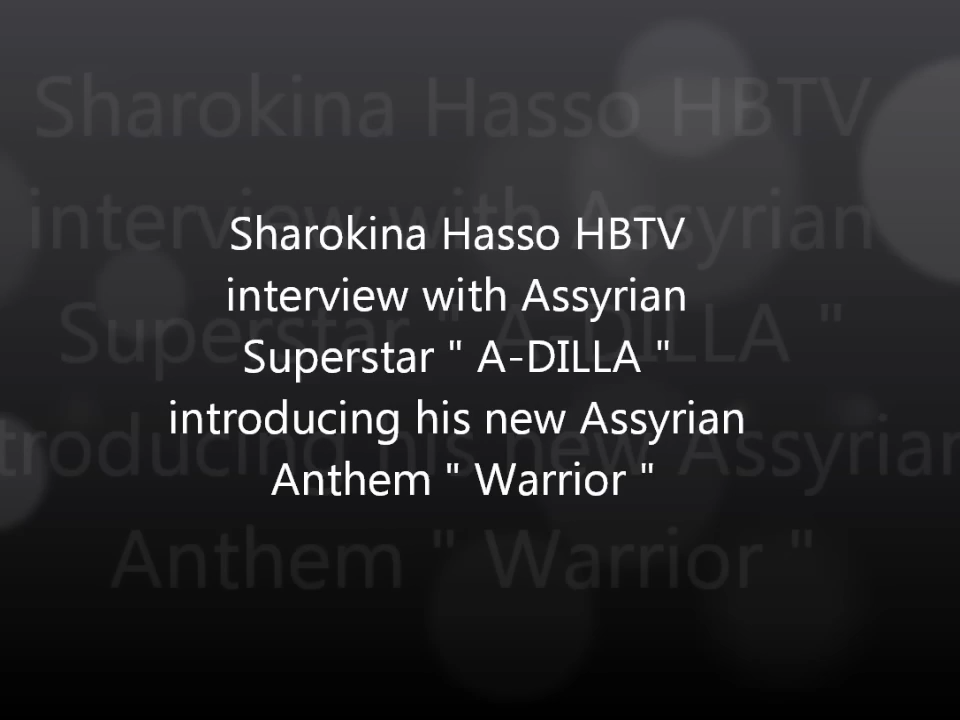 Sharokina Hasso HBTV
interview with Assyrian
Superstar " A-DILLA "
introducing his new Assyrian
Anthem " Warrior "